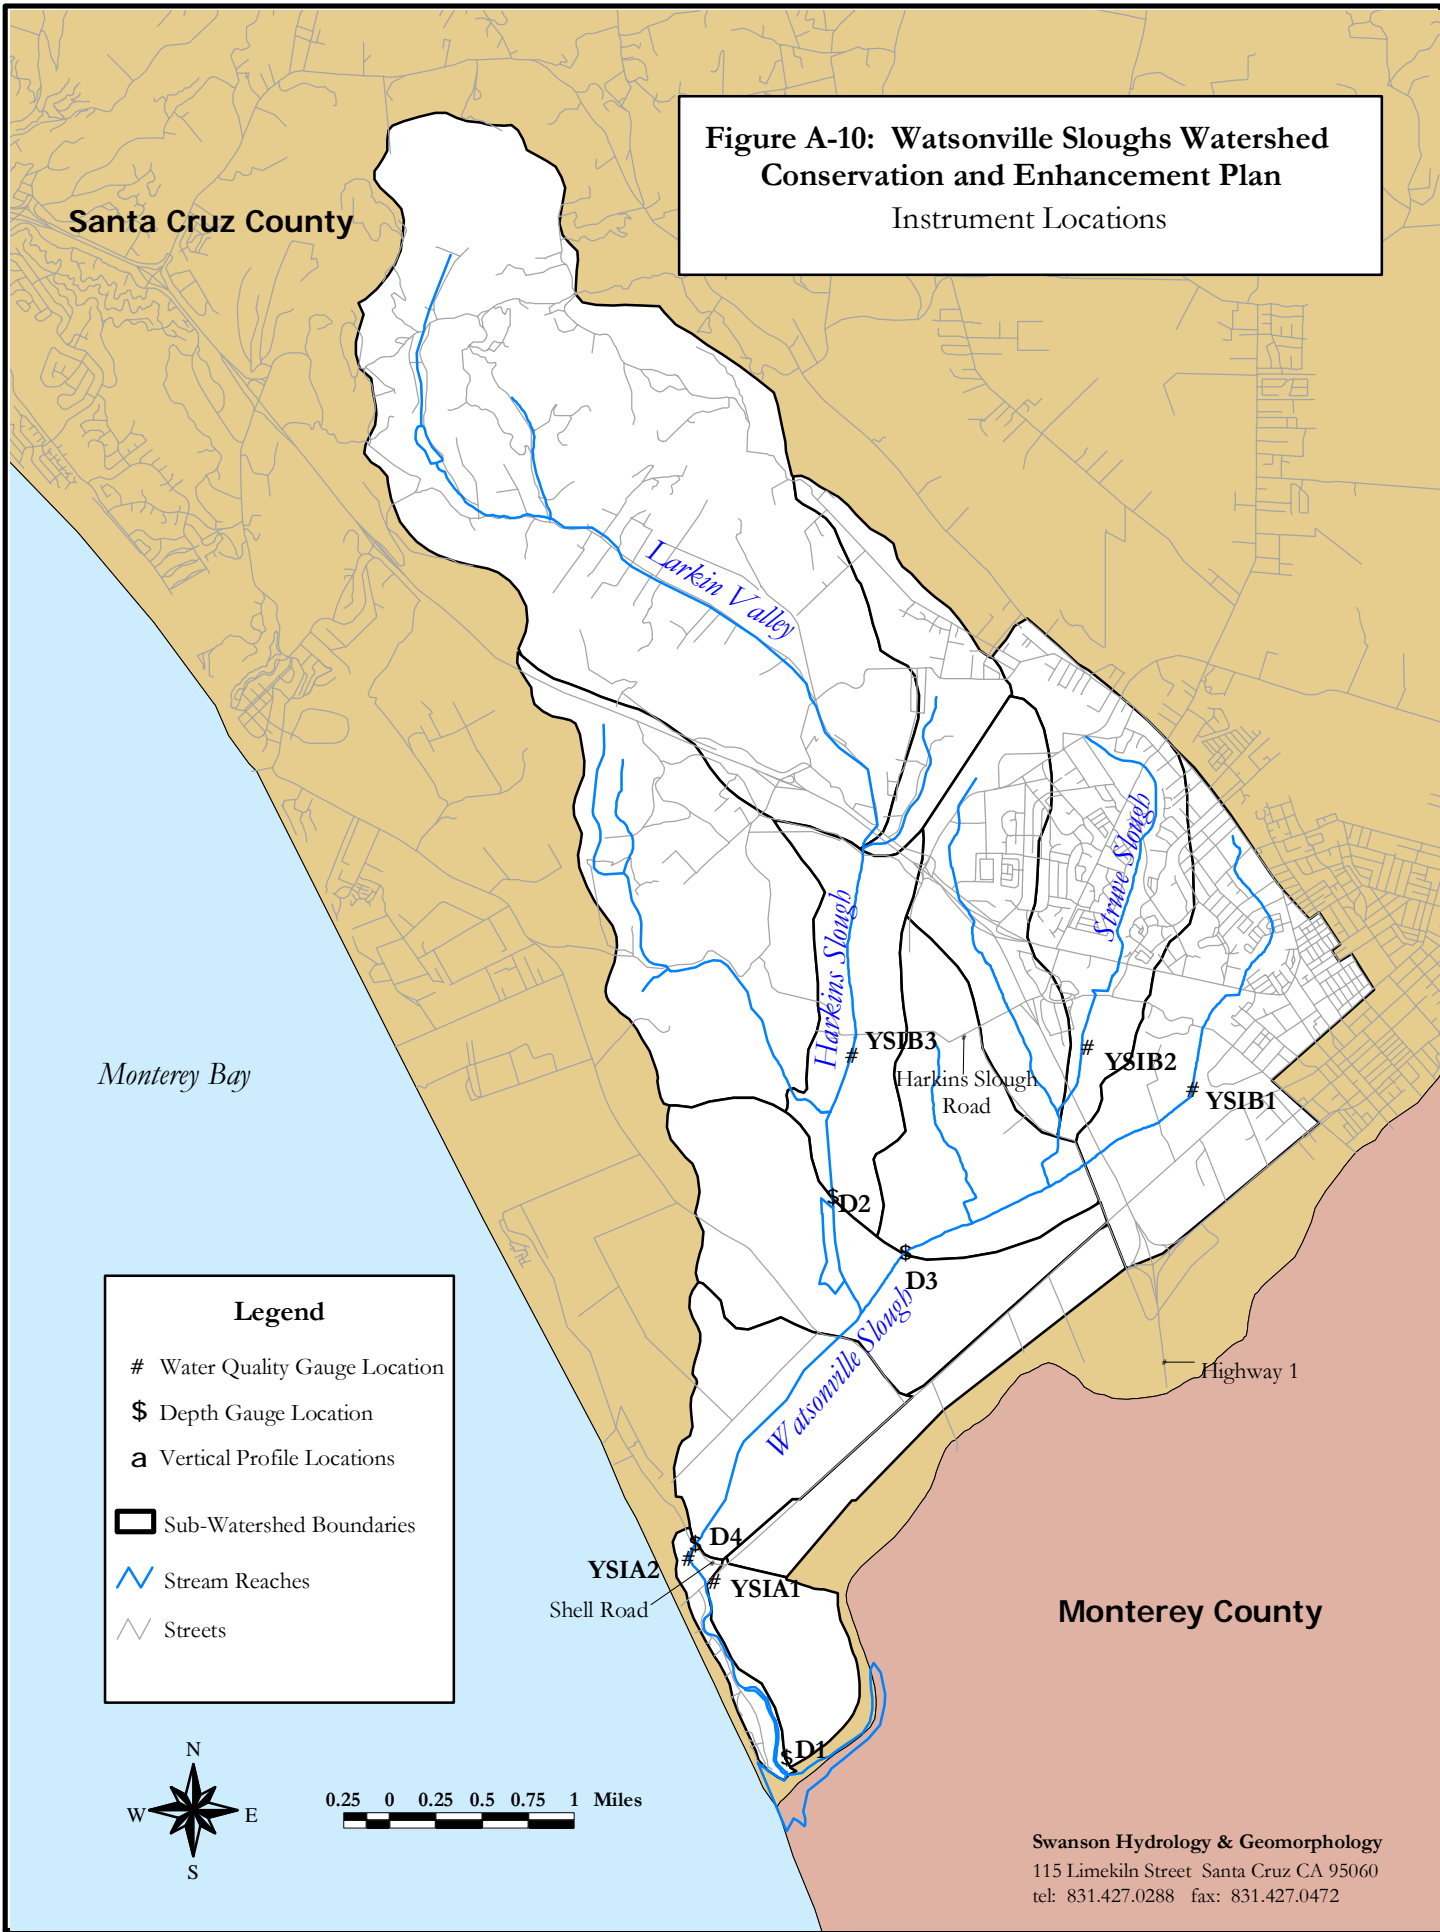 Figure A-10: Watsonville Sloughs Watershed
Conservation and Enhancement Plan
Instrument Locations
Santa Cruz County
Larkin Valley
Struve Slough
Harkins Slough
YSIB3
Harkins Slough
Road
YSIB2
YSIB1
Monterey Bay
$
D2
$
D3
Watsonville Slough
Highway 1
Legend
# Water Quality Gauge Location
$ Depth Gauge Location
a Vertical Profile Locations
Sub-Watershed Boundaries
Stream Reaches
Streets
$
D4
#
YSIA2
#
YSIA1
Shell Road
Monterey County
$
D1
N
W E
S
0.25 0 0.25 0.5 0.75 1 Miles
Swanson Hydrology & Geomorphology
115 Limekiln Street Santa Cruz CA 95060
tel: 831.427.0288 fax: 831.427.0472